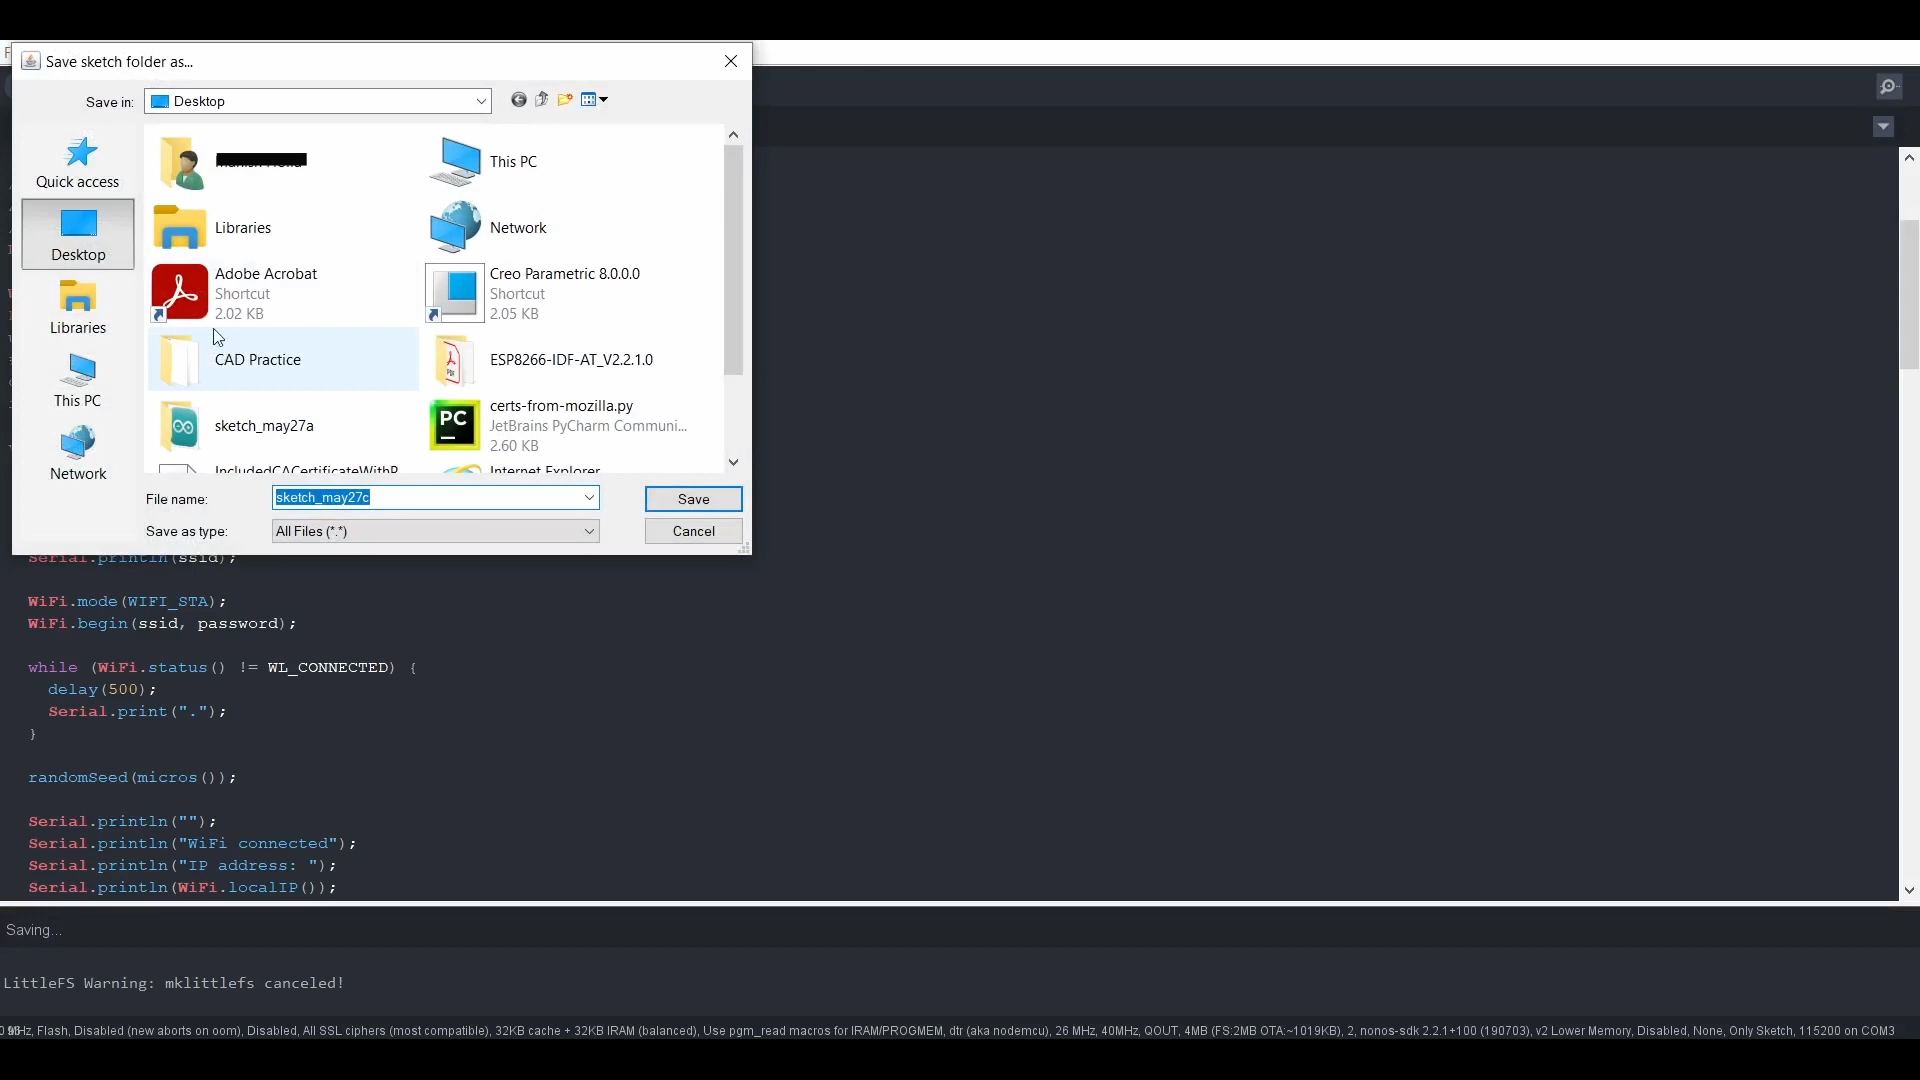 F
Save sketch folder as...
Save in:
Desktop
Quick access
Desktop
Libraries
This PC
Network
This PC
Libraries
Network
Adobe Acrobat
Shortcut
2.02 KB
Creo Parametric 8.0.0.0
Shortcut
2.05 KB
CAD Practice
ESP8266-IDF-AT_V2.2.1.0
sketch_may27a
PC
certs-from-mozilla.py
JetBrains PyCharm Communi...
2.60 KB
IncludedCACertificateWithP
Internet Explorer
File name:
sketch_may27c
Save
Save as type:
All Files (*.*)
Cancel
Serial.println(ssid);
WiFi.mode(WIFI_STA);
WiFi.begin(ssid, password);
while (WiFi.status() != WL_CONNECTED) {
delay(500);
Serial.print(".");
}
randomSeed(micros());
Serial.println("");
Serial.println("WiFi connected");
Serial.println("IP address: ");
Serial.println(WiFi.localIP());
Saving...
LittleFS Warning: mklittlefs canceled!
MHz, Flash, Disabled (new aborts on oom), Disabled, All SSL ciphers (most compatible), 32KB cache + 32KB IRAM (balanced), Use pgm_read macros for IRAM/PROGMEM, dtr (aka nodemcu), 26 MHz, 40MHz, QOUT, 4MB (FS:2MB OTA:~1019KB), 2, nonos-sdk 2.2.1+100 (190703), v2 Lower Memory, Disabled, None, Only Sketch, 115200 on COM3